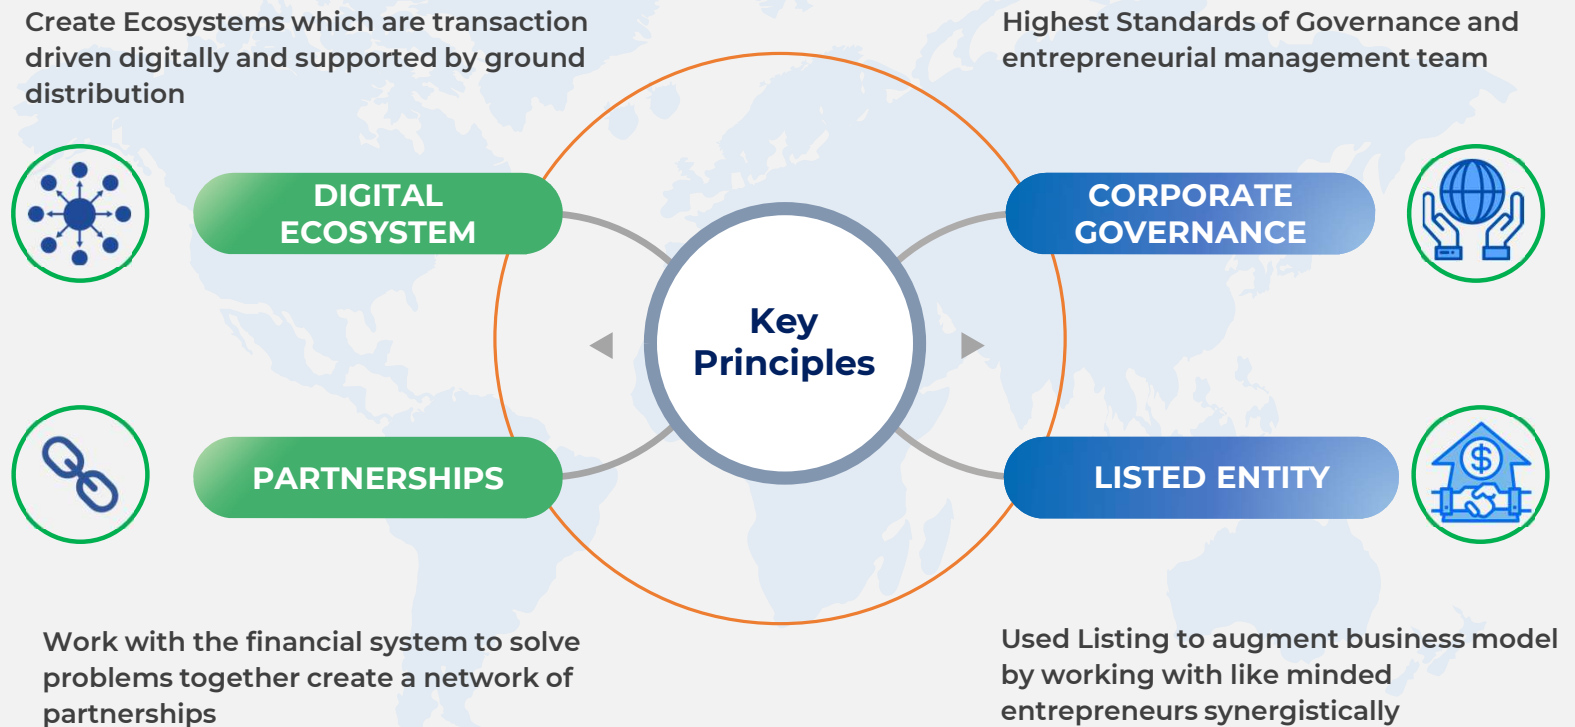 Create Ecosystems which are transaction
driven digitally and supported by ground
distribution
Highest Standards of Governance and
entrepreneurial management team
DIGITAL
ECOSYSTEM
CORPORATE
GOVERNANCE
Key
Principles
PARTNERSHIPS
LISTED ENTITY
$
Work with the financial system to solve
problems together create a network of
partnerships
Used Listing to augment business model
by working with like minded
entrepreneurs synergistically